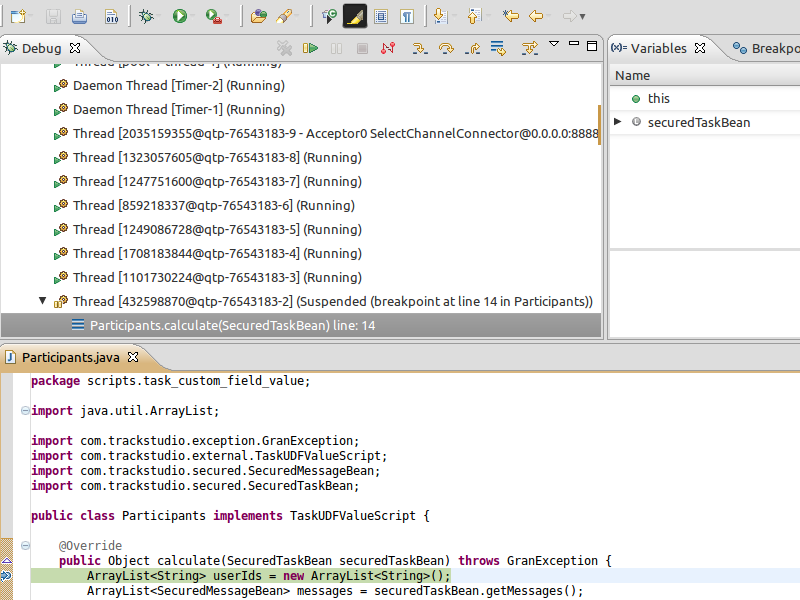 Debug
Variables
Breakpo
Name
Daemon Thread [Timer-2] (Running)
Daemon Thread [Timer-1] (Running)
Thread [2035159355@qtp-76543183-9 - Acceptor0 SelectChannelConnector@0.0.0.0:8888
Thread [1323057605@qtp-76543183-8] (Running)
Thread [1247751600@qtp-76543183-7] (Running)
Thread [859218337@qtp-76543183-6] (Running)
Thread [1249086728@qtp-76543183-5] (Running)
Thread [1708183844@qtp-76543183-4] (Running)
Thread [1101730224@qtp-76543183-3] (Running)
Thread [432598870@qtp-76543183-2] (Suspended (breakpoint at line 14 in Participants))
Participants.calculate(SecuredTaskBean) line: 14
this
securedTaskBean
Participants.java
package scripts.task_custom_field_value;
import java.util.ArrayList;
import com.trackstudio.exception.GranException;
import com.trackstudio.external.TaskUDFValueScript;
import com.trackstudio.secured.SecuredMessageBean;
import com.trackstudio.secured.SecuredTaskBean;
public class Participants implements TaskUDFValueScript {
@Override
public Object calculate(SecuredTaskBean securedTaskBean) throws GranException {
ArrayList<String> userIds = new ArrayList<String>();
ArrayList<SecuredMessageBean> messages = securedTaskBean.getMessages();